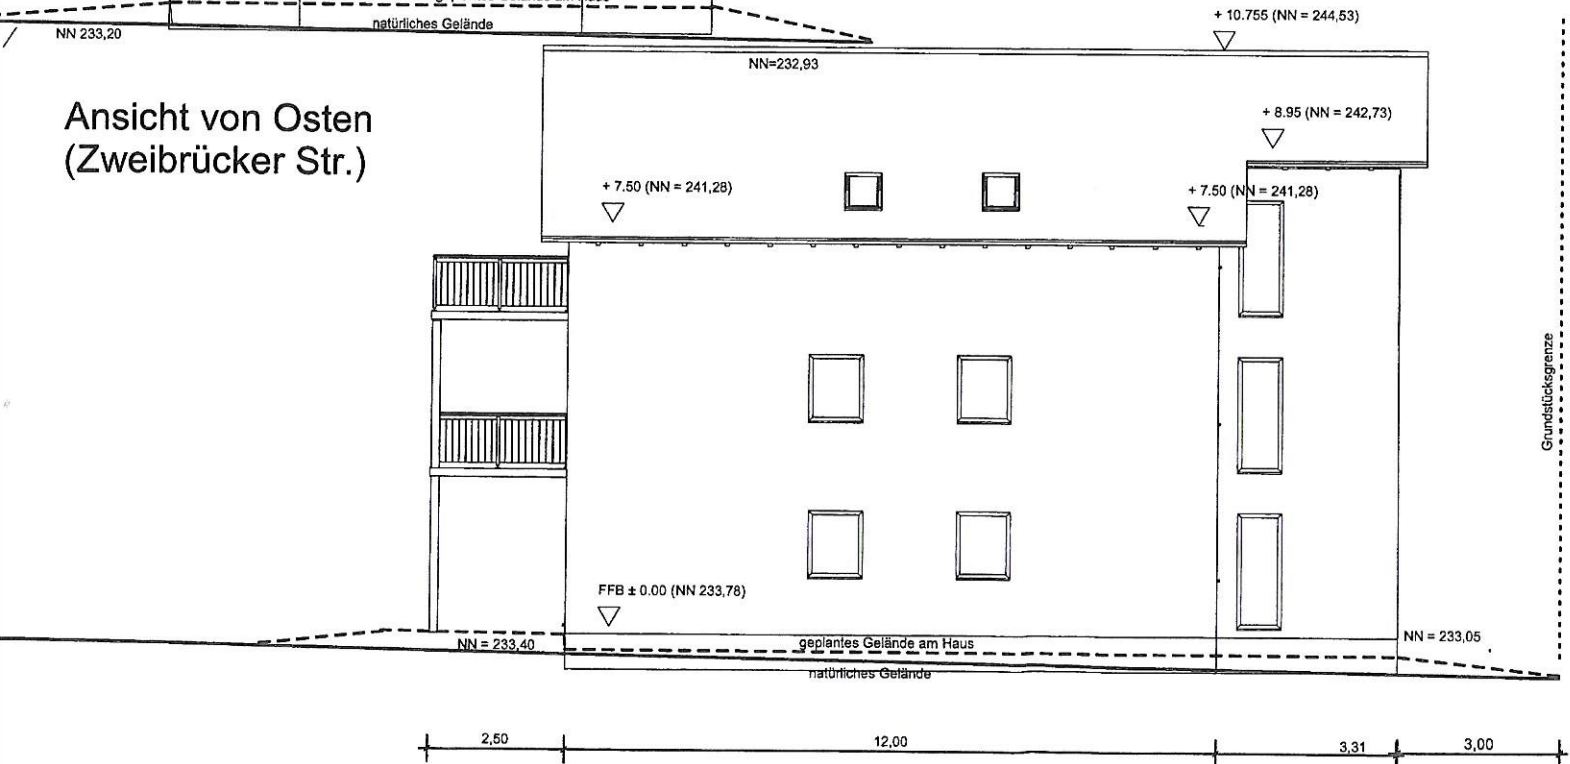 natürliches Gelände
NN 233,20
+ 10.755 (NN = 244,53)
NN=232,93
Ansicht von Osten
(Zweibrücker Str.)
+ 8.95 (NN = 242,73)
+ 7.50 (NN = 241,28)
+ 7.50 (NN = 241,28)
Grundstücksgrenze
FFB ± 0.00 (NN 233,78)
NN = 233,40
geplantes Gelände am Haus
NN = 233,05
natürliches Gelände
2,50
12,00
3,31
3,00